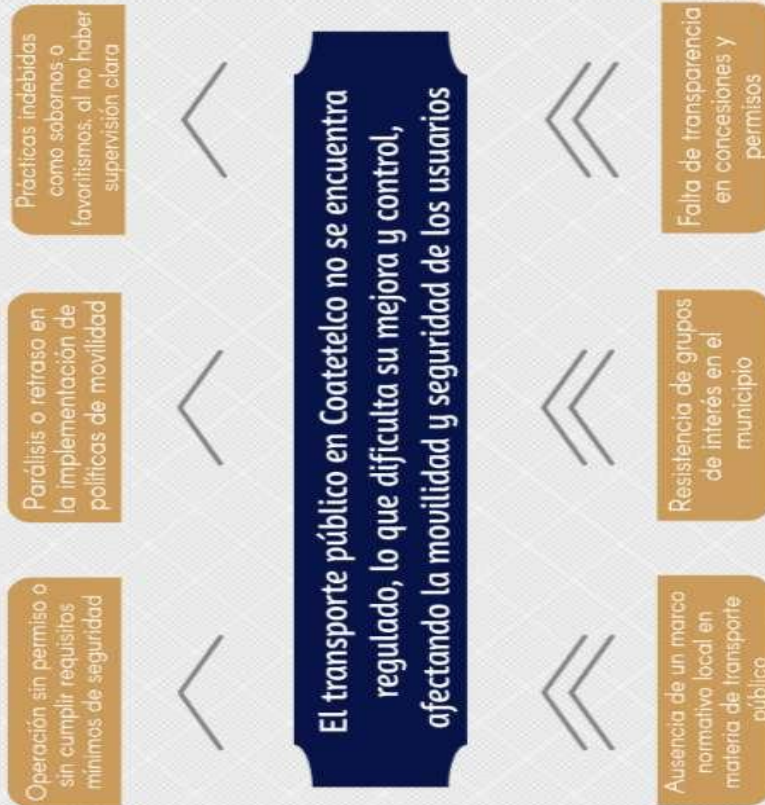 Operación sin permiso o
sin cumplir requisitos
mínimos de seguridad
Parálisis o retraso en
la implementación de
políticas de movilidad
Prácticas indebidas
como sobornos o
favoritismos, al no haber
supervisión clara
El transporte público en Coatetelco no se encuentra
regulado, lo que dificulta su mejora y control,
afectando la movilidad y seguridad de los usuarios
Ausencia de un marco
normativo local en
materia de transporte
público
Resistencia de grupos
de interés en el
municipio
Falta de transparencia
en concesiones y
permisos